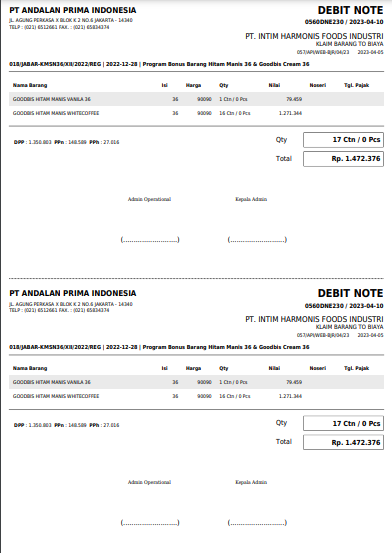 PT ANDALAN PRIMA INDONESIA
DEBIT NOTE
JL. AGUNG PERKASA X BLOK K 2 NO.6 JAKARTA - 14340
0560DNE230 / 2023-04-10
TELP : (021) 6512661 FAX. : (021) 65834374
PT. INTIM HARMONIS FOODS INDUSTRI
KLAIM BARANG TO BIAYA
057/API/WEB-BJR/04/23 2023-04-05
018/JABAR-KMSN36/XII/2022/REG | 2022-12-28 | Program Bonus Barang Hitam Manis 36 & Goodbis Cream 36
Nama Barang Isi Harga Qty Nilai Noseri Tgl. Pajak
GOODBIS HITAM MANIS VANILA 36 36 90090 1 Ctn / 0 Pcs 79.459
GOODBIS HITAM MANIS WHITECOFFEE 36 90090 16 Ctn / 0 Pcs 1.271.344
DPP : 1.350.803 PPn : 148.589 PPh : 27.016
Qty 17 Ctn / 0 Pcs
Total Rp. 1.472.376
Admin Operational Kepala Admin
(........................) (........................)
PT ANDALAN PRIMA INDONESIA
DEBIT NOTE
JL. AGUNG PERKASA X BLOK K 2 NO.6 JAKARTA - 14340
0560DNE230 / 2023-04-10
TELP : (021) 6512661 FAX. : (021) 65834374
PT. INTIM HARMONIS FOODS INDUSTRI
KLAIM BARANG TO BIAYA
057/API/WEB-BJR/04/23 2023-04-05
018/JABAR-KMSN36/XII/2022/REG | 2022-12-28 | Program Bonus Barang Hitam Manis 36 & Goodbis Cream 36
Nama Barang Isi Harga Qty Nilai Noseri Tgl. Pajak
GOODBIS HITAM MANIS VANILA 36 36 90090 1 Ctn / 0 Pcs 79.459
GOODBIS HITAM MANIS WHITECOFFEE 36 90090 16 Ctn / 0 Pcs 1.271.344
DPP : 1.350.803 PPn : 148.589 PPh : 27.016
Qty 17 Ctn / 0 Pcs
Total Rp. 1.472.376
Admin Operational Kepala Admin
(........................) (........................)